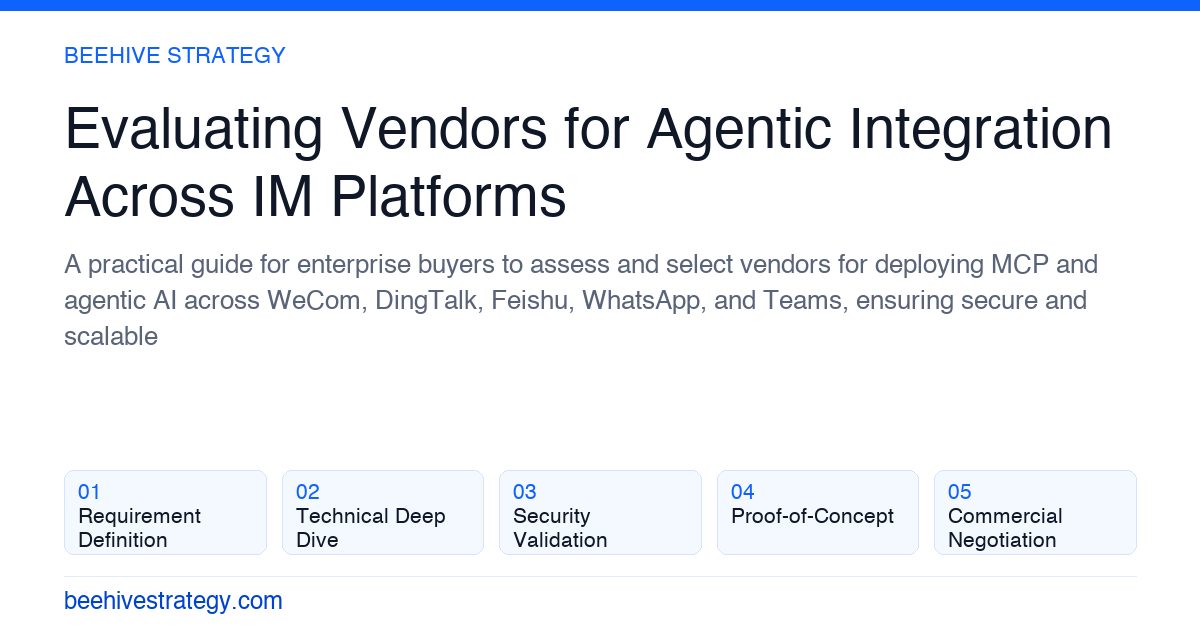 BEEHIVE STRATEGY
Evaluating Vendors for Agentic Integration
Across IM Platforms
A practical guide for enterprise buyers to assess and select vendors for deploying MCP and
agentic AI across WeCom, DingTalk, Feishu, WhatsApp, and Teams, ensuring secure and
scalable
01
Requirement
Definition
02
Technical Deep
Dive
03
Security
Validation
04
Proof-of-Concept
05
Commercial
Negotiation
beehivestrategy.com